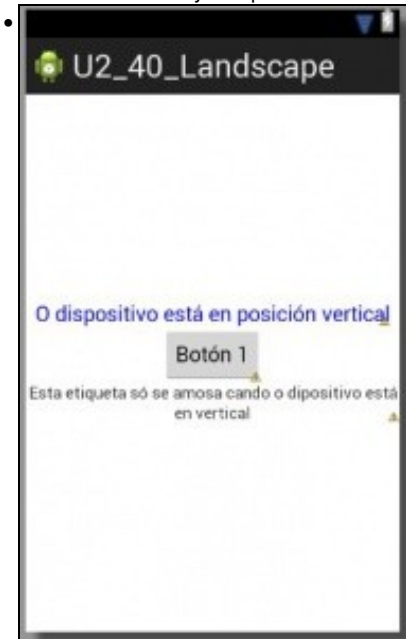 U2_40_Landscape
O dispositivo está en posición vertical
Botón 1
Esta etiqueta só se amosa cando o dipositivo está
en vertical